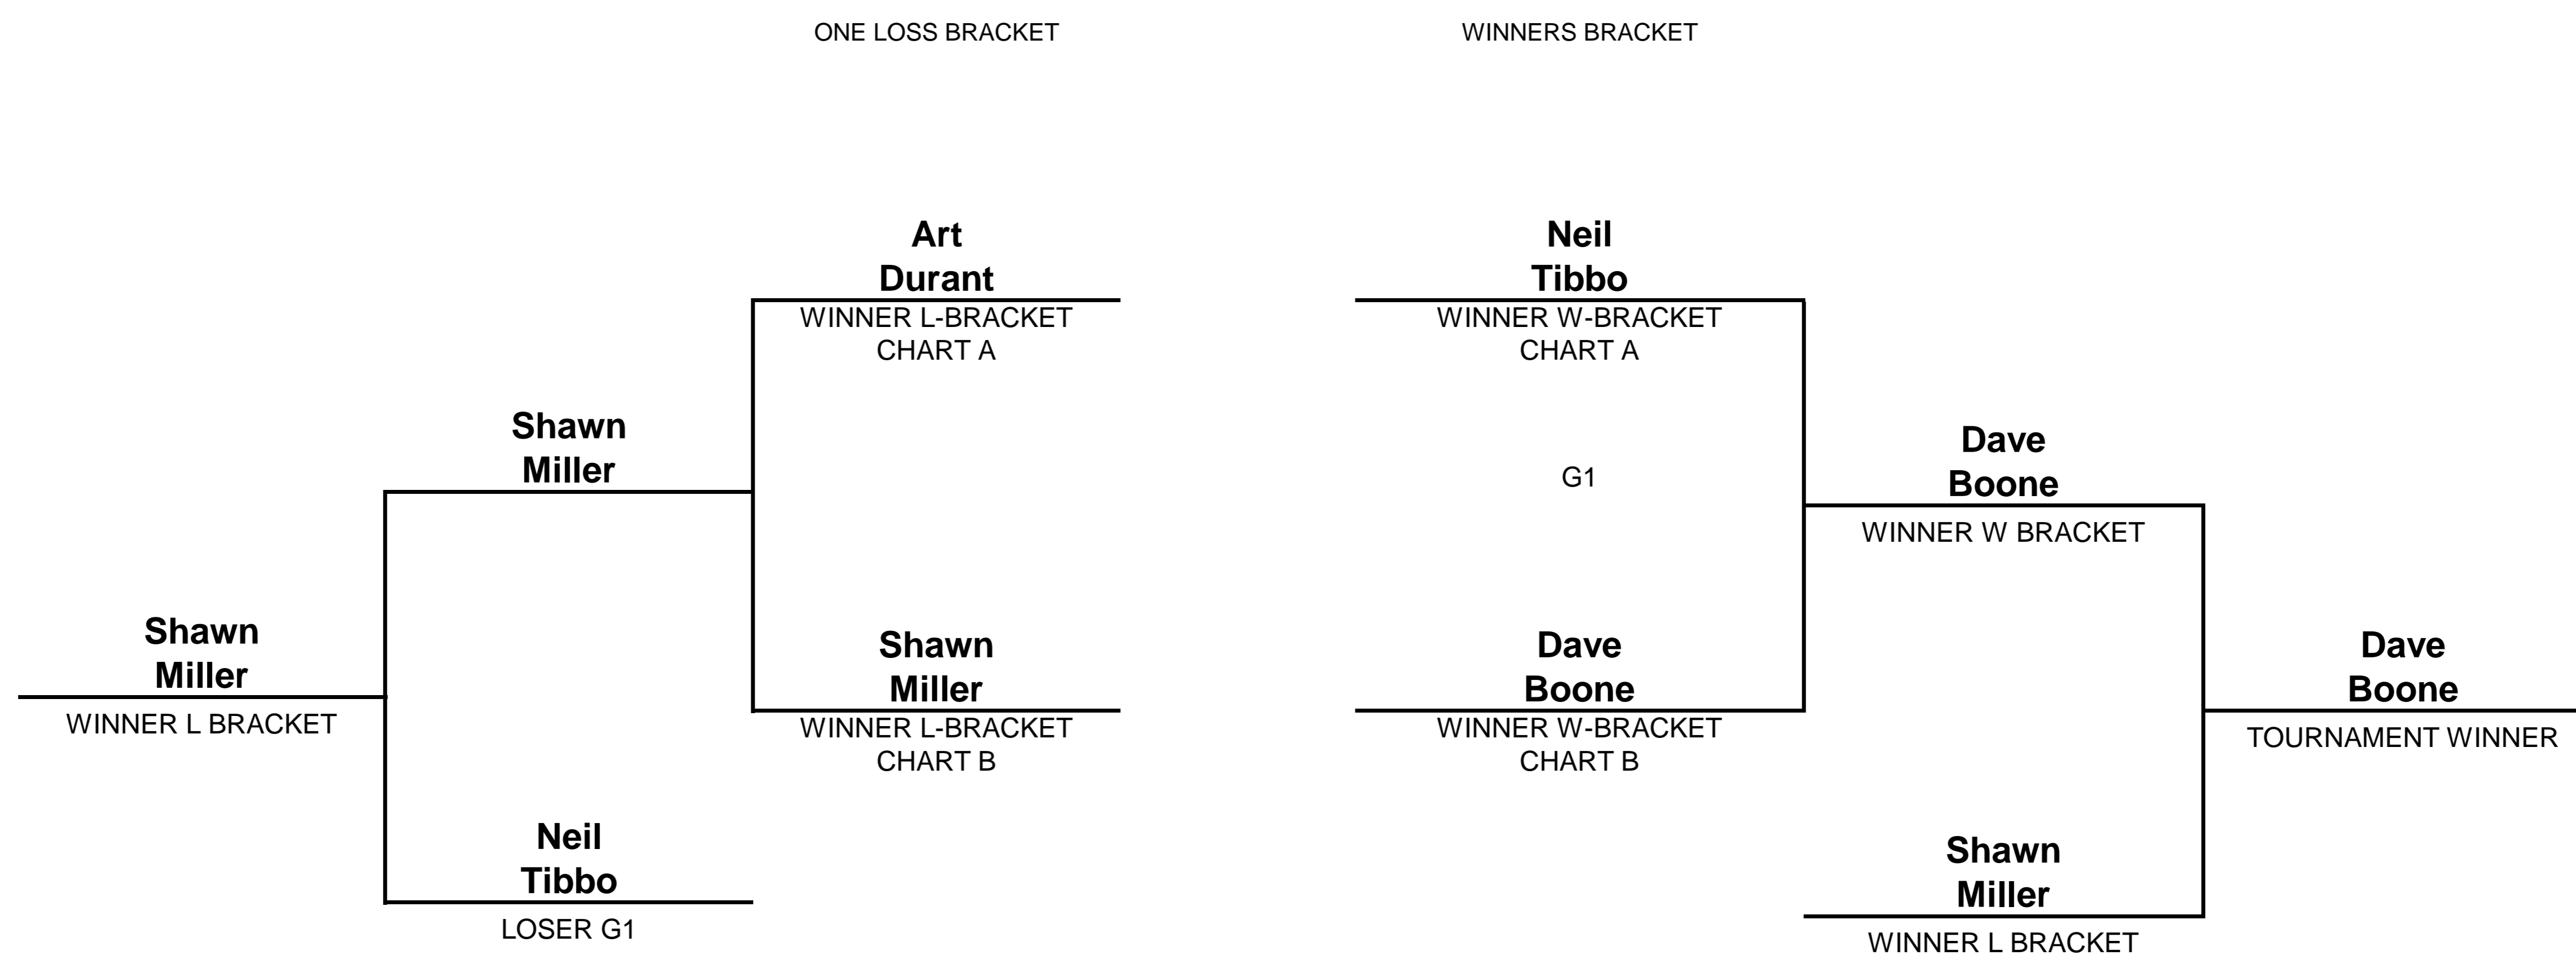 ONE LOSS BRACKET
WINNERS BRACKET
Art
Durant
WINNER L-BRACKET
CHART A
Neil
Tibbo
WINNER W-BRACKET
CHART A
Shawn
Miller
G1
Dave
Boone
WINNER W BRACKET
Shawn
Miller
WINNER L BRACKET
Shawn
Miller
WINNER L-BRACKET
CHART B
Dave
Boone
WINNER W-BRACKET
CHART B
Dave
Boone
TOURNAMENT WINNER
Neil
Tibbo
LOSER G1
Shawn
Miller
WINNER L BRACKET